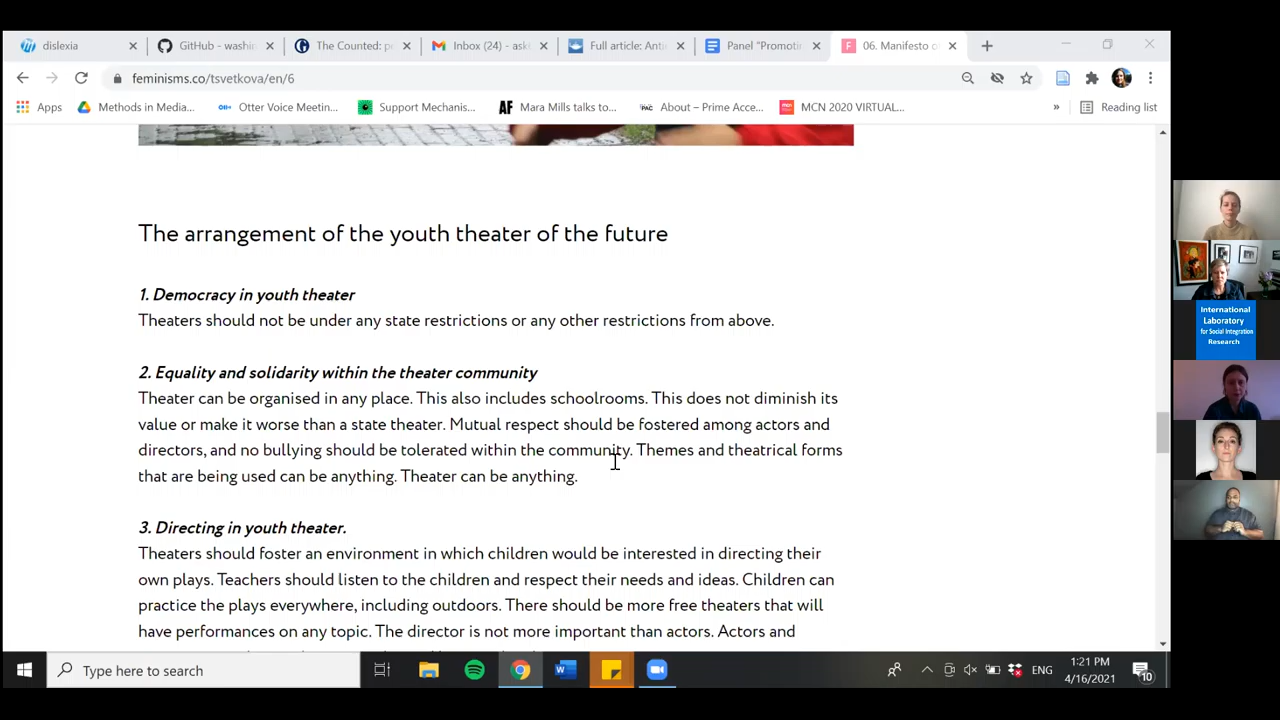 dislexia
GitHub - washi
The Counted: p
Inbox (24) - ask
Full article: Anti
Panel "Promoti
06. Manifesto o
feminisms.co/tsvetkova/en/6
Apps
Methods in Media...
Otter Voice Meetin...
Support Mechanis...
AF
Mara Mills talks to...
About – Prime Acce...
MCN 2020 VIRTUAL...
»
Reading list
The arrangement of the youth theater of the future
1. Democracy in youth theater
Theaters should not be under any state restrictions or any other restrictions from above.
2. Equality and solidarity within the theater community
Theater can be organised in any place. This also includes schoolrooms. This does not diminish its
value or make it worse than a state theater. Mutual respect should be fostered among actors and
directors, and no bullying should be tolerated within the community. Themes and theatrical forms
that are being used can be anything. Theater can be anything.
3. Directing in youth theater.
Theaters should foster an environment in which children would be interested in directing their
own plays. Teachers should listen to the children and respect their needs and ideas. Children can
practice the plays everywhere, including outdoors. There should be more free theaters that will
have performances on any topic. The director is not more important than actors. Actors and
International
Laboratory
for Social Integration
Research
Type here to search
ENG
1:21 PM
4/16/2021
10